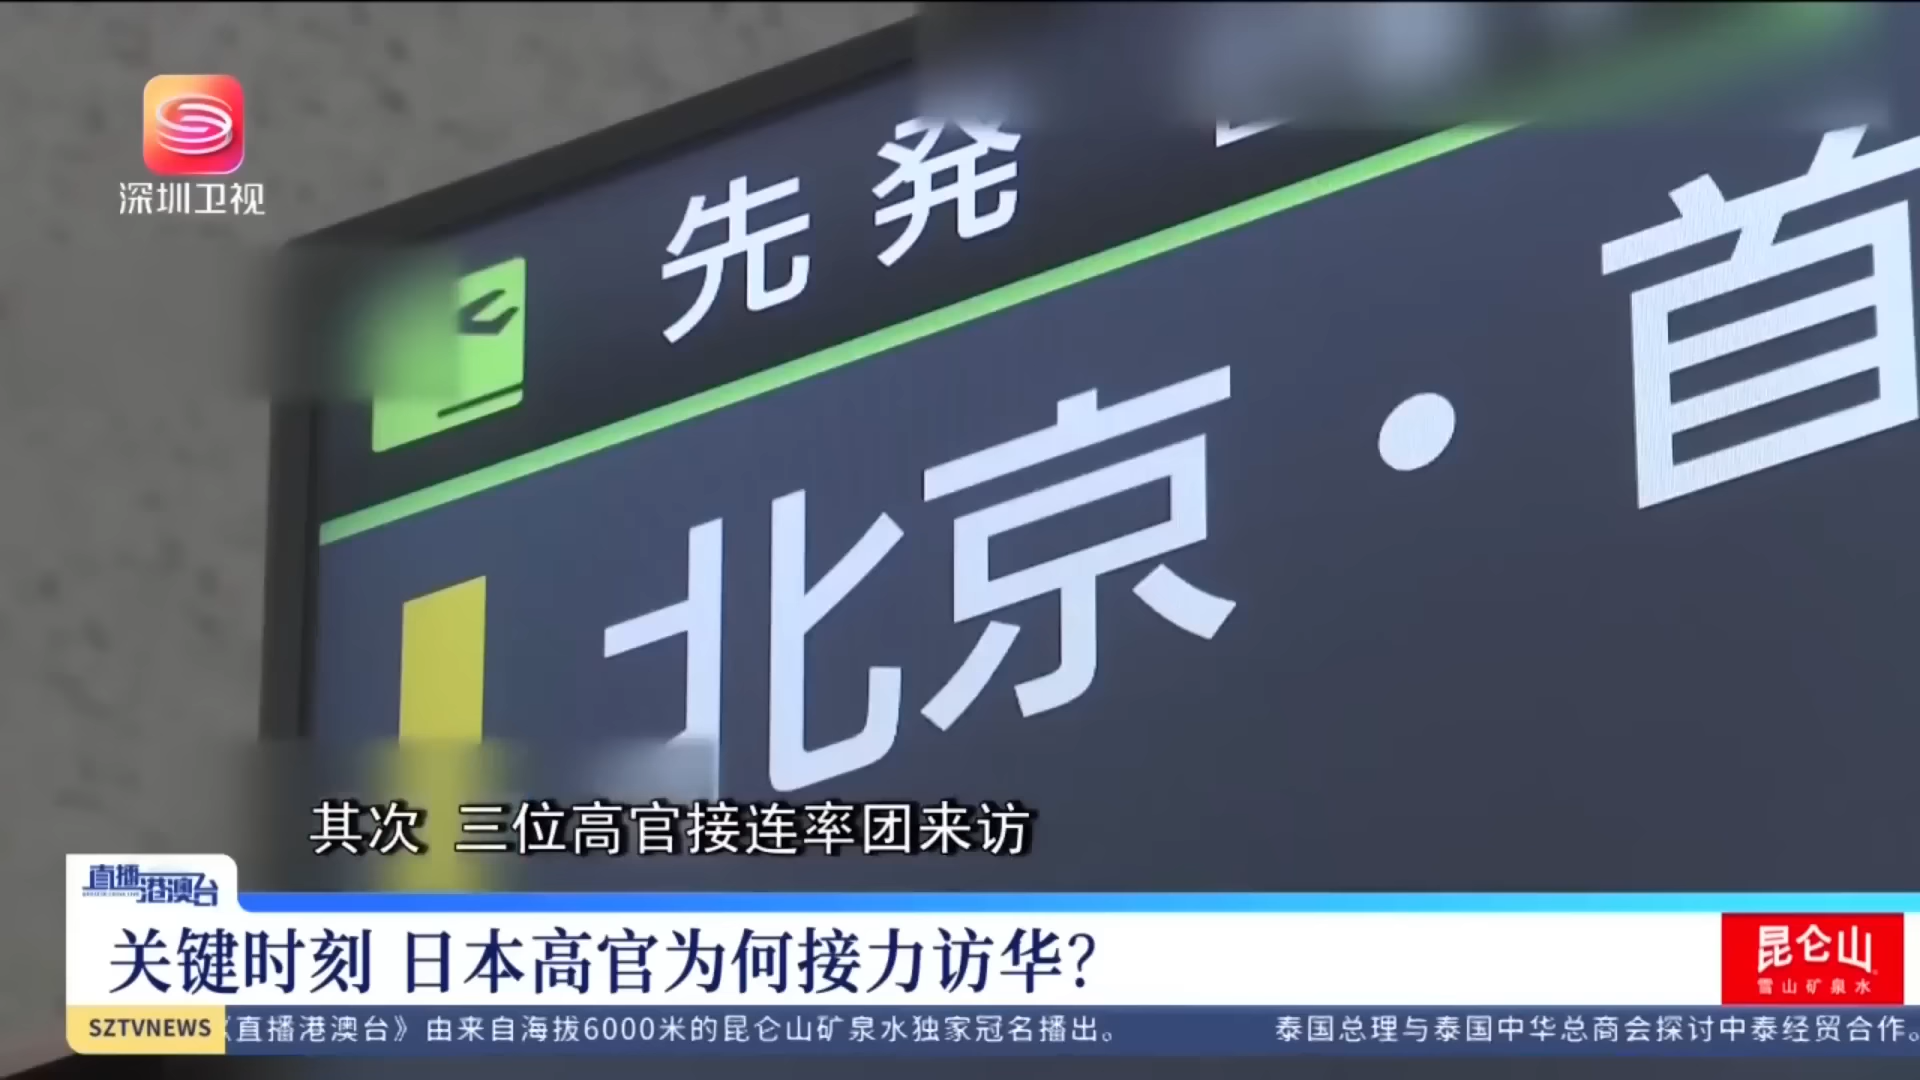 深圳卫视
先発
北京・首
其次 三位高官接连率团来访
直播港澳台
关键时刻 日本高官为何接力访华？
昆仑山
雪山矿泉水
SZTVNEWS
《直播港澳台》由来自海拔6000米的昆仑山矿泉水独家冠名播出。 泰国总理与泰国中华总商会探讨中泰经贸合作。